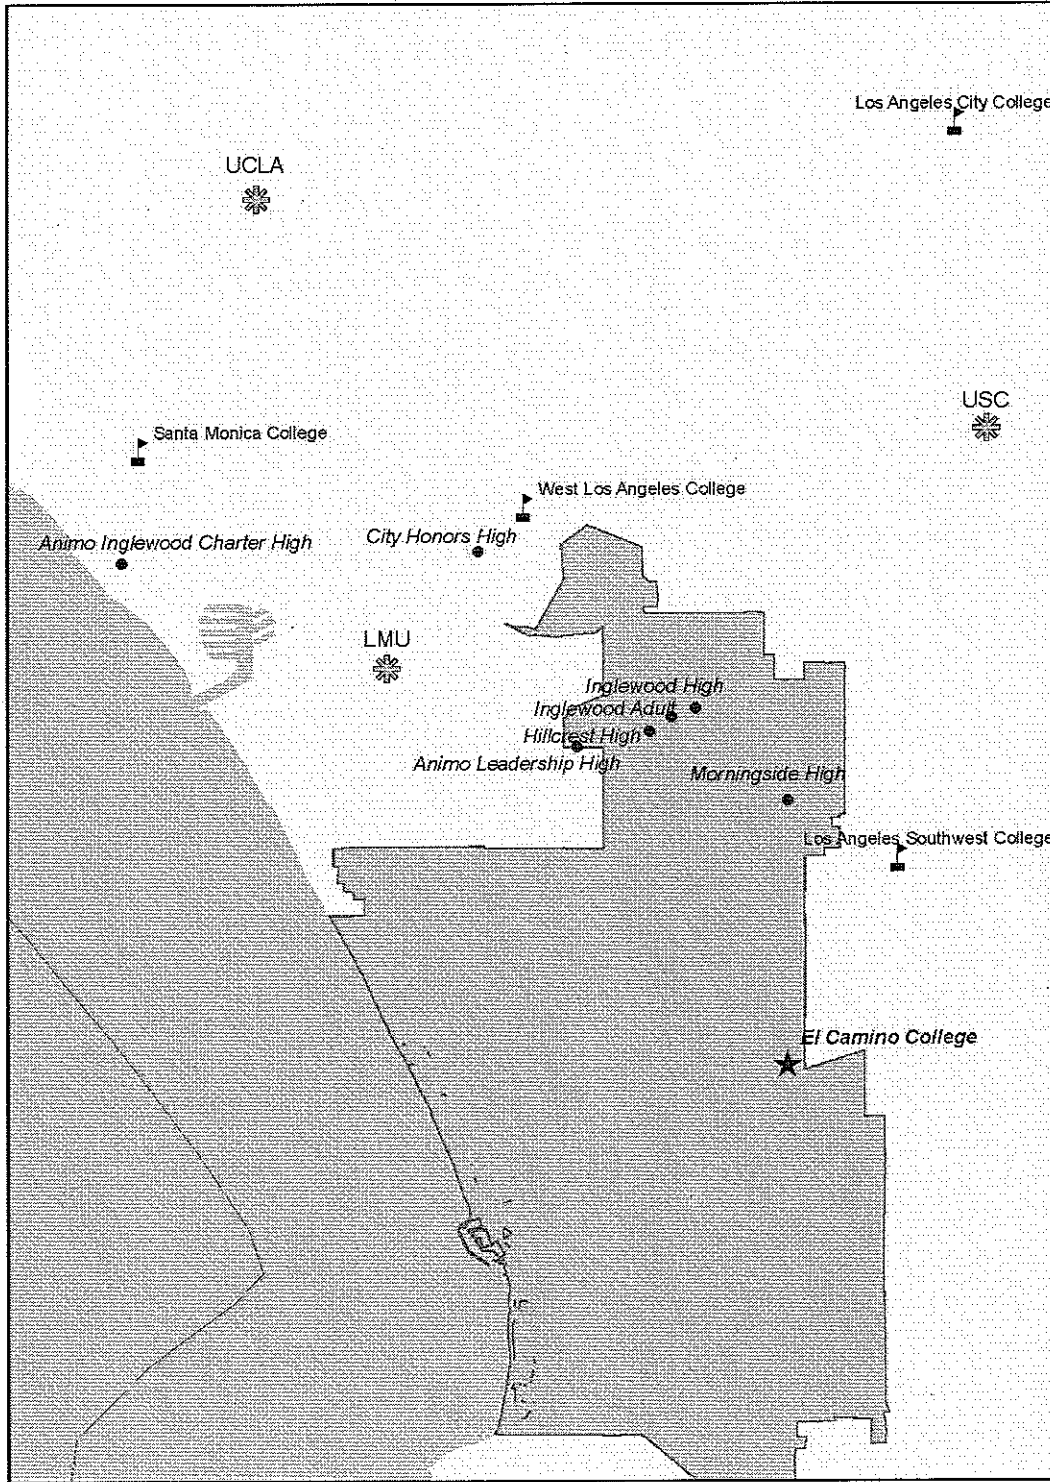 Los Angeles City College
UCLA
USC
Santa Monica College
West Los Angeles College
City Honors High
Animo Inglewood Charter High
LMU
Inglewood High
Inglewood Adult
Hillcrest High
Animo Leadership High
Morningside High
Los Angeles Southwest College
El Camino College